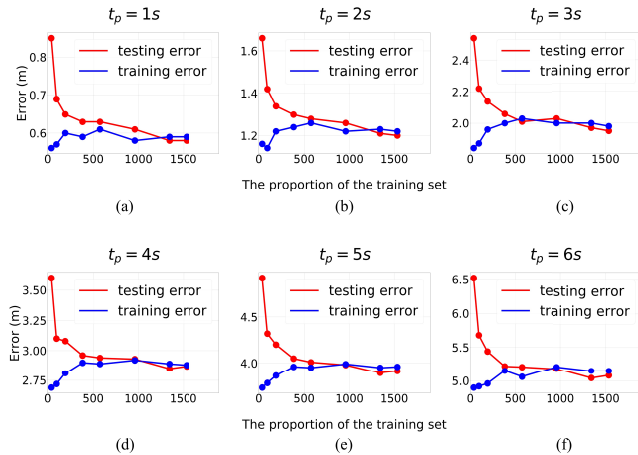 t_p = 1s
t_p = 2s
t_p = 3s
Error (m)
0.8
0.7
0.6
testing error
training error
0
500
1000
1500
1.6
1.4
1.2
testing error
training error
0
500
1000
1500
2.4
2.2
2.0
testing error
training error
0
500
1000
1500
The proportion of the training set
(a)
(b)
(c)
t_p = 4s
t_p = 5s
t_p = 6s
Error (m)
3.50
3.25
3.00
2.75
testing error
training error
0
500
1000
1500
4.5
4.0
testing error
training error
0
500
1000
1500
6.5
6.0
5.5
5.0
testing error
training error
0
500
1000
1500
The proportion of the training set
(d)
(e)
(f)